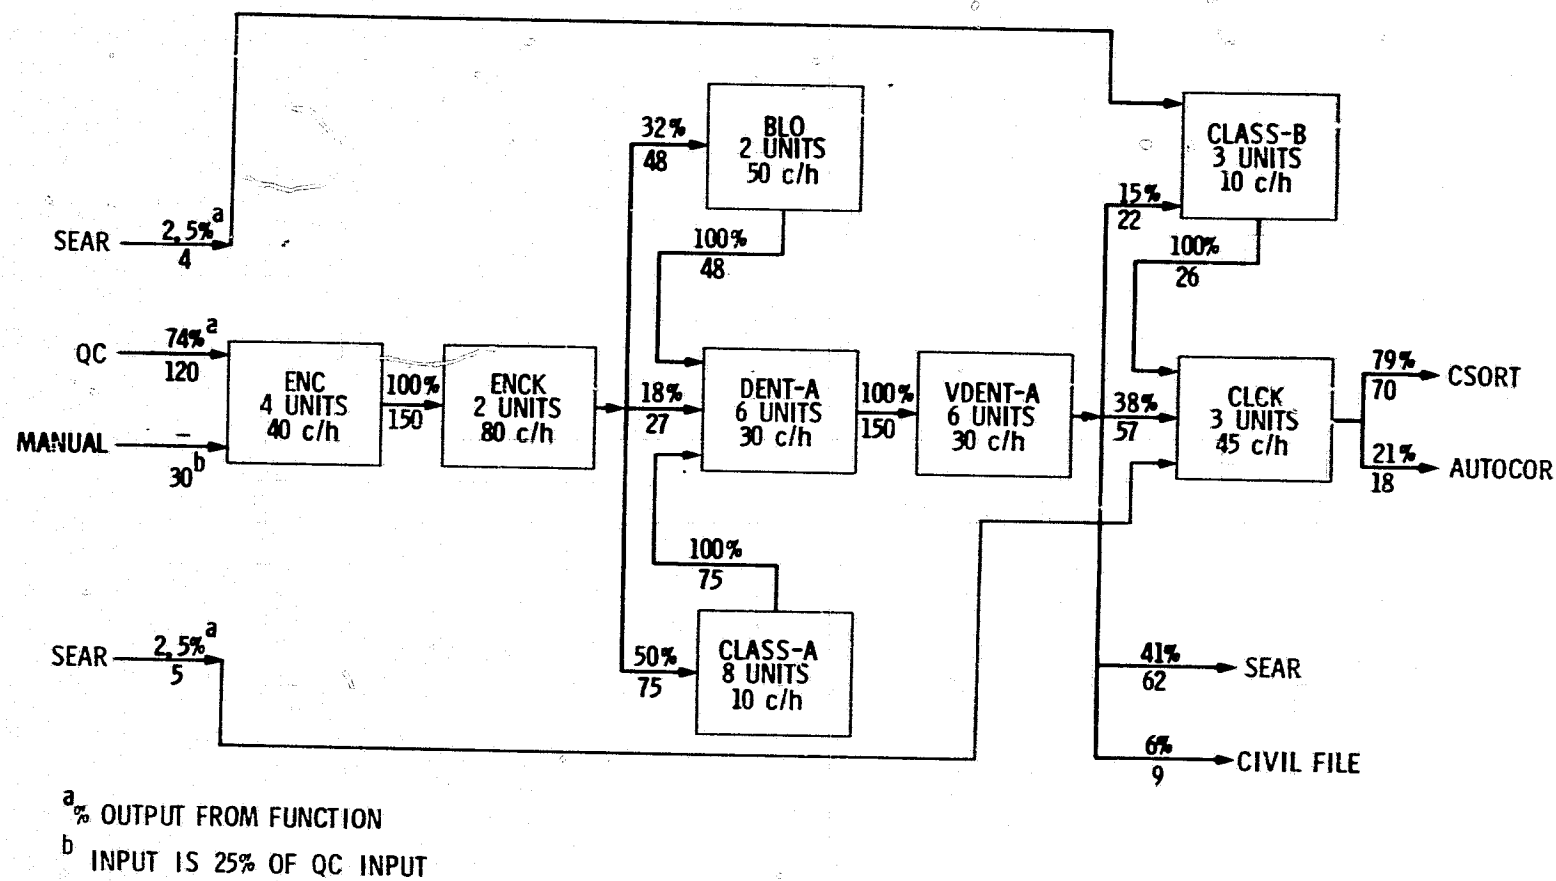 SEAR
2.5%a
4
QC
74%a
120
MANUAL
–
30b
ENC
4 UNITS
40 c/h
100%
150
ENCK
2 UNITS
80 c/h
32%
48
BLO
2 UNITS
50 c/h
100%
48
18%
27
DENT-A
6 UNITS
30 c/h
100%
150
VDENT-A
6 UNITS
30 c/h
50%
75
CLASS-A
8 UNITS
10 c/h
100%
75
15%
22
CLASS-B
3 UNITS
10 c/h
100%
26
38%
57
CLCK
3 UNITS
45 c/h
79%
70
CSORT
21%
18
AUTOCOR
SEAR
2.5%a
5
41%
62
SEAR
6%
9
CIVIL FILE
a% OUTPUT FROM FUNCTION
b INPUT IS 25% OF QC INPUT